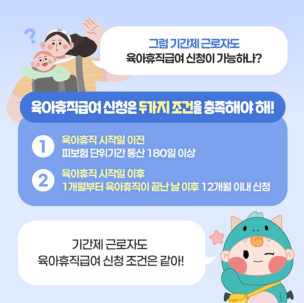 ?
그럼 기간제 근로자도
육아휴직급여 신청이 가능하나?
육아휴직급여 신청은 두가지 조건을 충족해야 해!
1
육아휴직 시작일 이전
피보험 단위기간 통산 180일 이상
2
육아휴직 시작일 이후
1개월부터 육아휴직이 끝난 날 이후 12개월 이내 신청
기간제 근로자도
육아휴직급여 신청 조건은 같아!